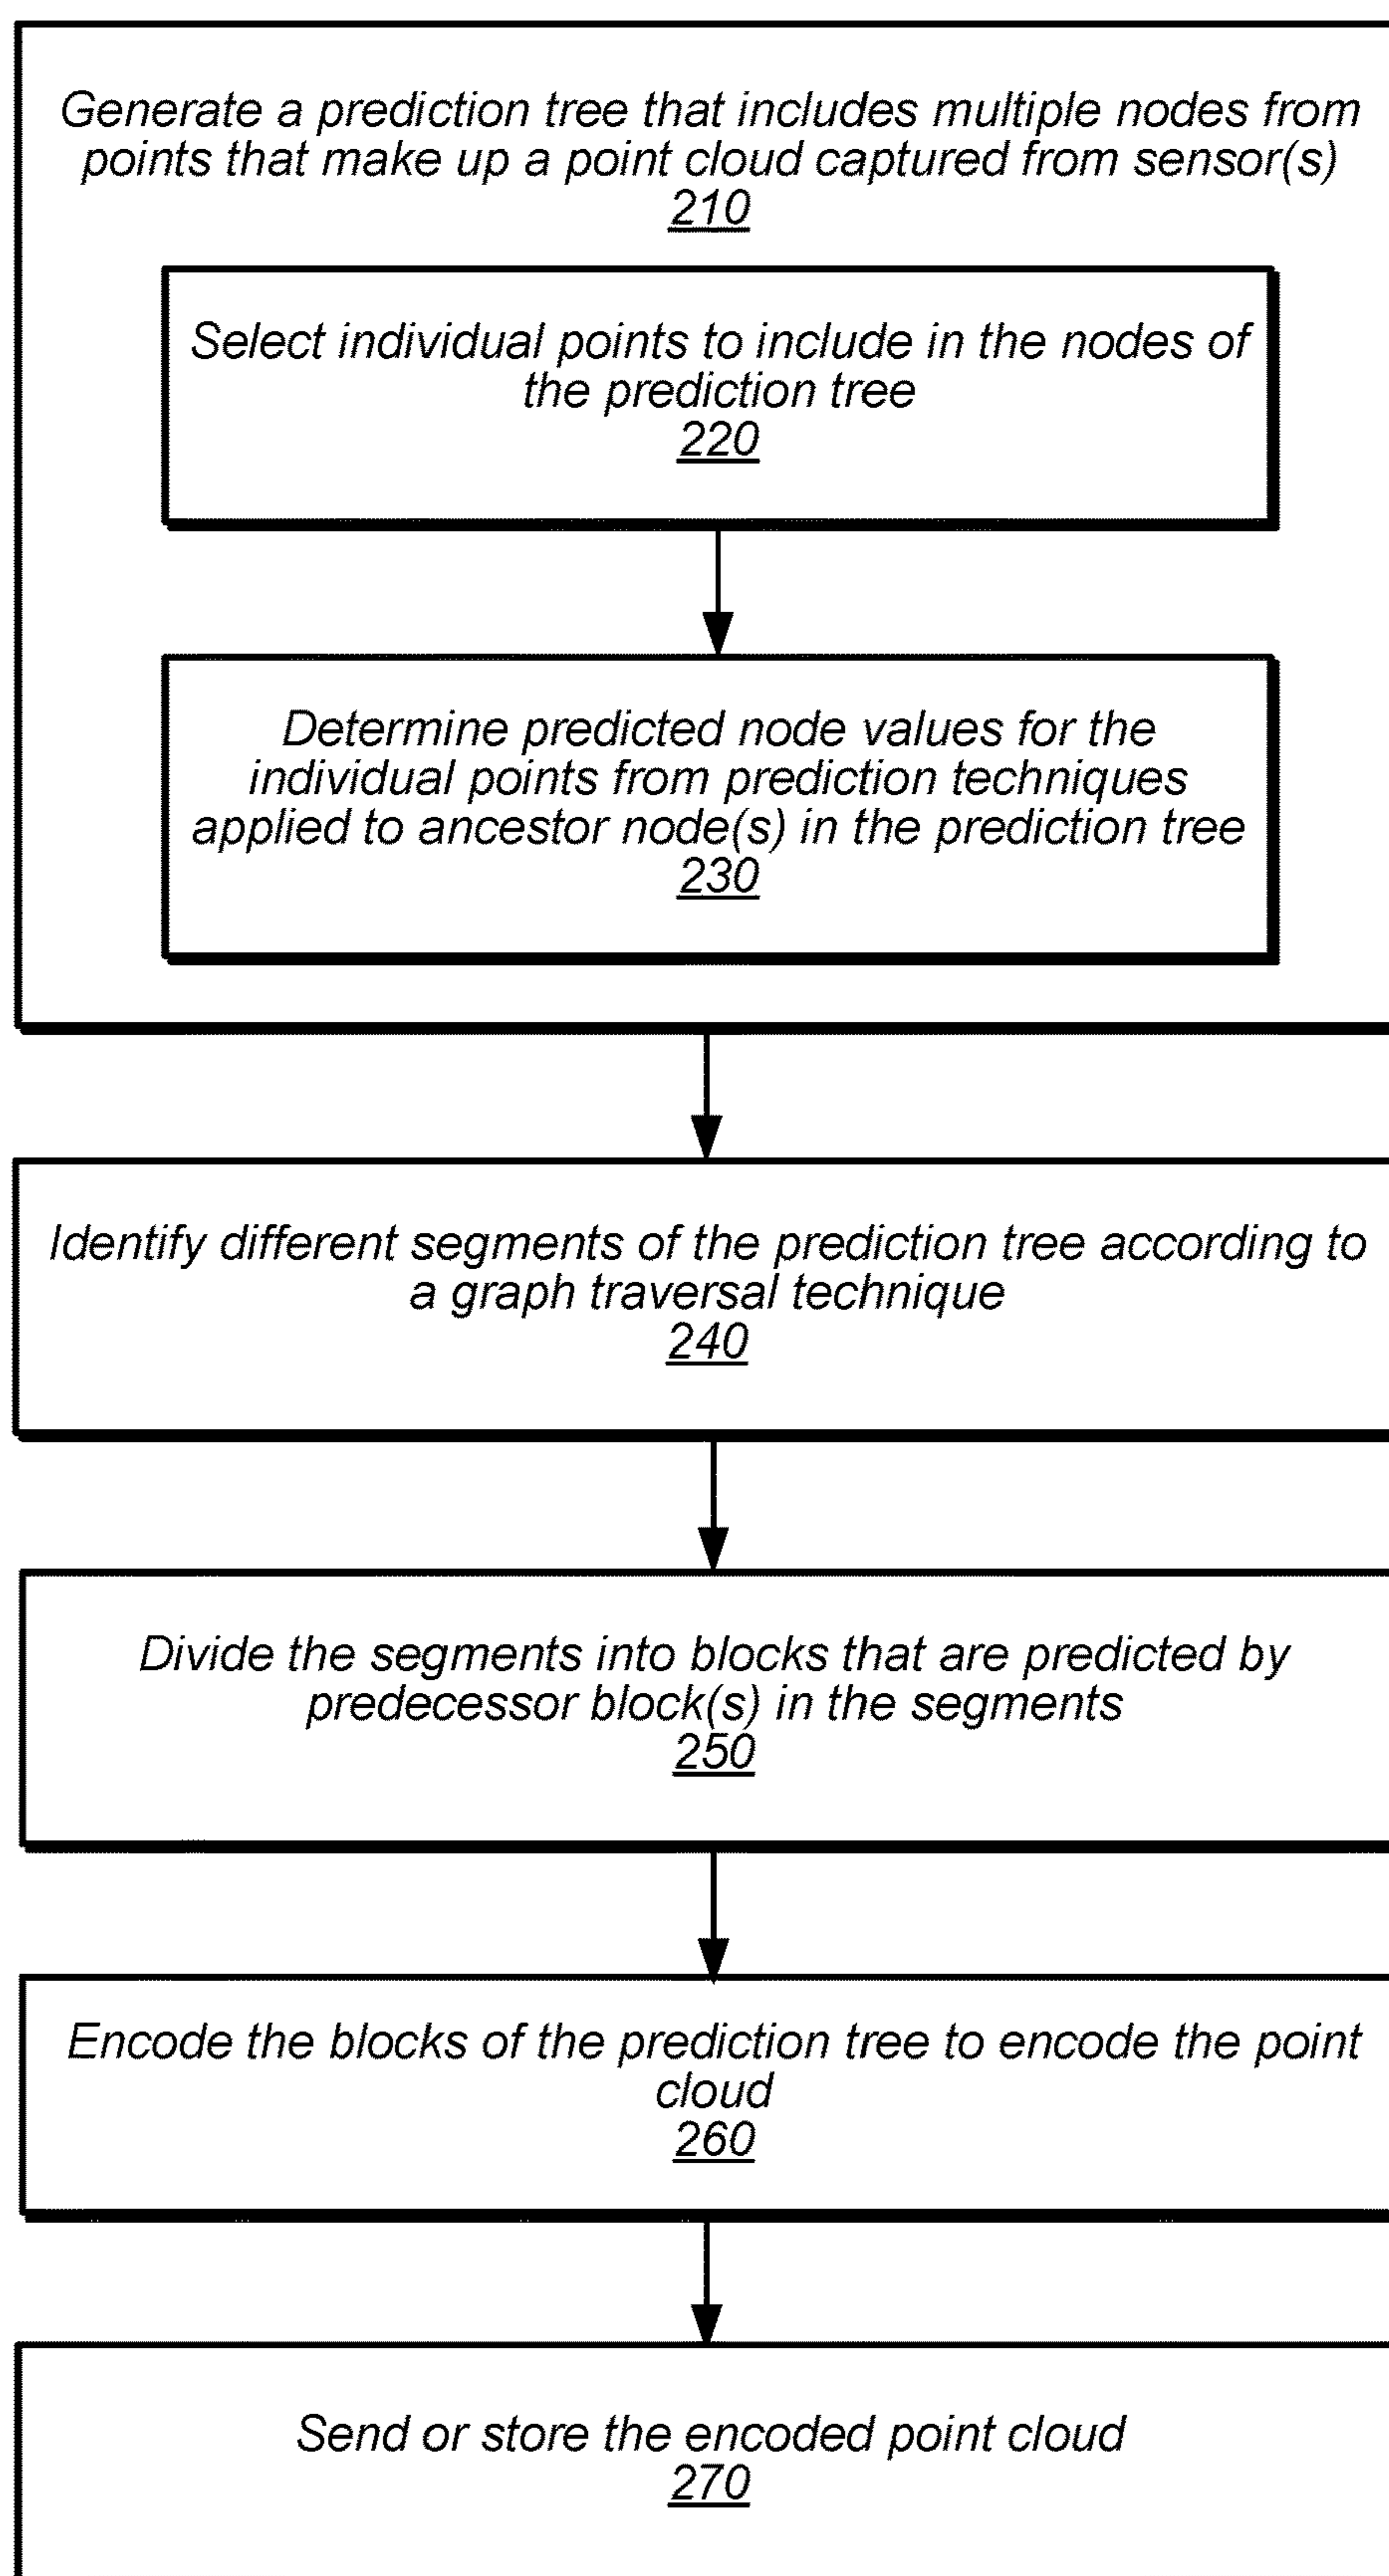 Generate a prediction tree that includes multiple nodes from
points that make up a point cloud captured from sensor(s)
210
Select individual points to include in the nodes of
the prediction tree
220
Determine predicted node values for the
individual points from prediction techniques
applied to ancestor node(s) in the prediction tree
230
Identify different segments of the prediction tree according to
a graph traversal technique
240
Divide the segments into blocks that are predicted by
predecessor block(s) in the segments
250
Encode the blocks of the prediction tree to encode the point
cloud
260
Send or store the encoded point cloud
270